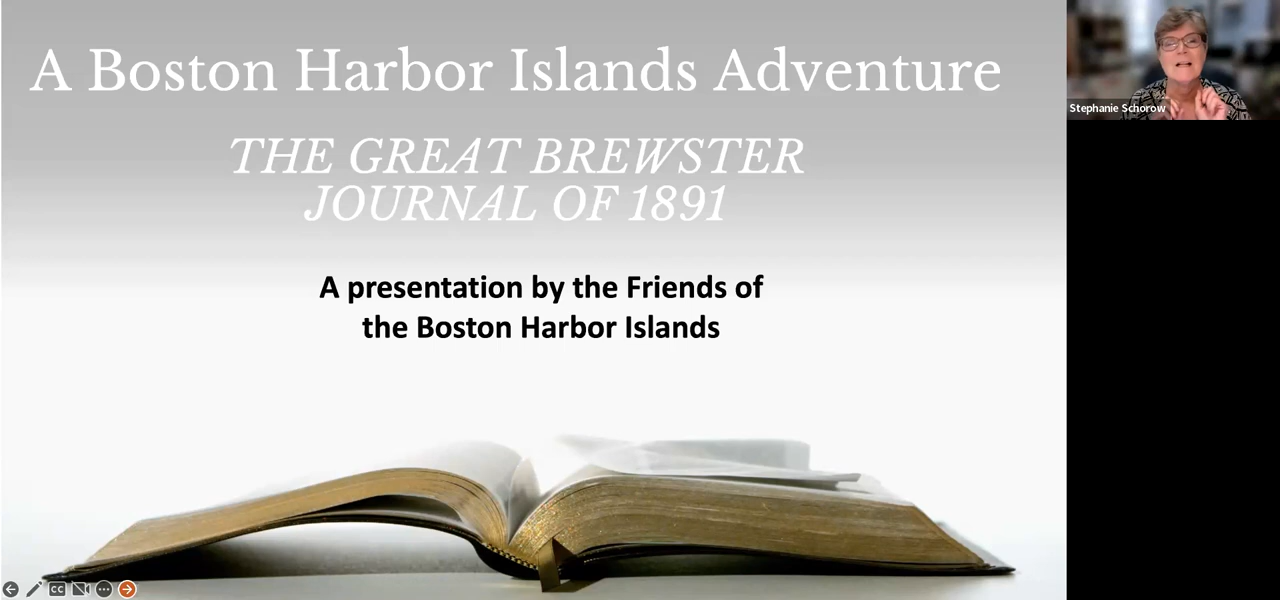 A Boston Harbor Islands Adventure
THE GREAT BREWSTER
JOURNAL OF 1891
A presentation by the Friends of
the Boston Harbor Islands
Stephanie Schorow
CC